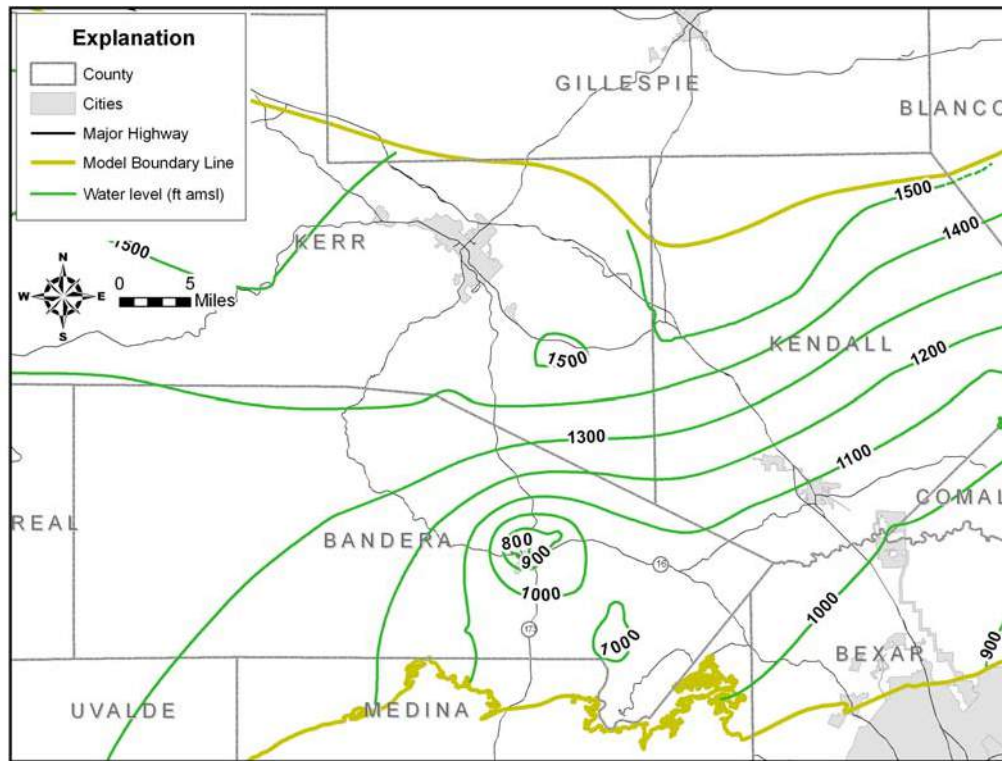 Explanation
County
Cities
Major Highway
Model Boundary Line
Water level (ft amsl)
GILLESPIE
BLANCO
1500
1400
KERR
1500
N
W E
S
0 5
Miles
1500
KENDALL
1200
1300
1100
REAL
BANDERA
800
900
1000
COMAL
16
173
1000
1000
BEXAR
900
UVALDE
MEDINA